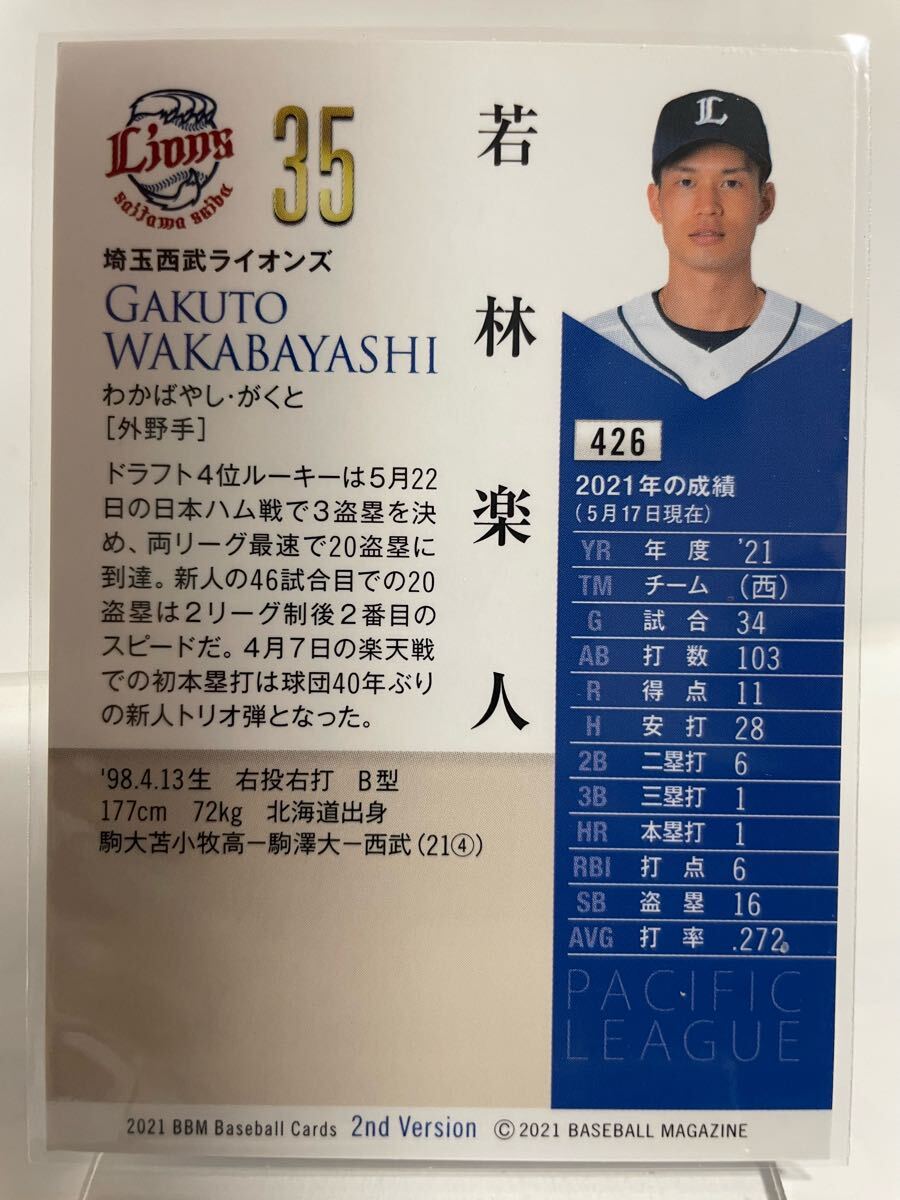 L
Lions
saitama seibu
35
埼玉西武ライオンズ
GAKUTO
WAKABAYASHI
わかばやし・がくと
［外野手］
若林楽人
ドラフト4位ルーキーは5月22
日の日本ハム戦で3盗塁を決
め、両リーグ最速で20盗塁に
到達。新人の46試合目での20
盗塁は2リーグ制後2番目の
スピードだ。4月7日の楽天戦
での初本塁打は球団40年ぶり
の新人トリオ弾となった。
'98.4.13生 右投右打 B型
177cm 72kg 北海道出身
駒大苫小牧高ー駒澤大ー西武（21④）
426
2021年の成績
（5月17日現在）
YR 年度 '21
TM チーム （西）
G 試合 34
AB 打数 103
R 得点 11
H 安打 28
2B 二塁打 6
3B 三塁打 1
HR 本塁打 1
RBI 打点 6
SB 盗塁 16
AVG 打率 .272
PACIFIC
LEAGUE
2021 BBM Baseball Cards 2nd Version ©2021 BASEBALL MAGAZINE